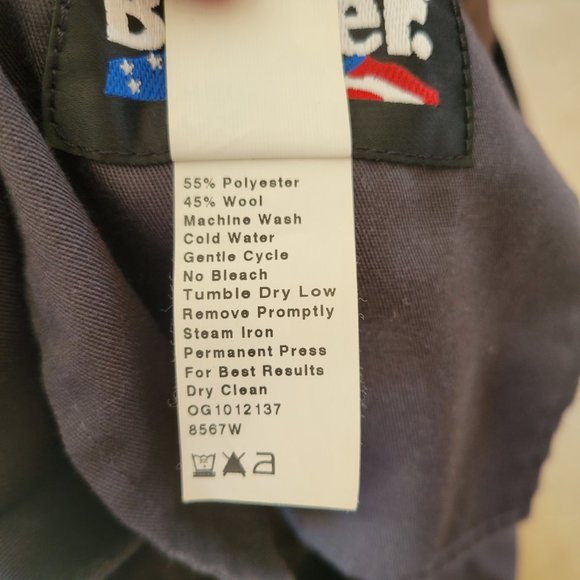 55% Polyester
45% Wool
Machine Wash
Cold Water
Gentle Cycle
No Bleach
Tumble Dry Low
Remove Promptly
Steam Iron
Permanent Press
For Best Results
Dry Clean
OG1012137
8567W
a